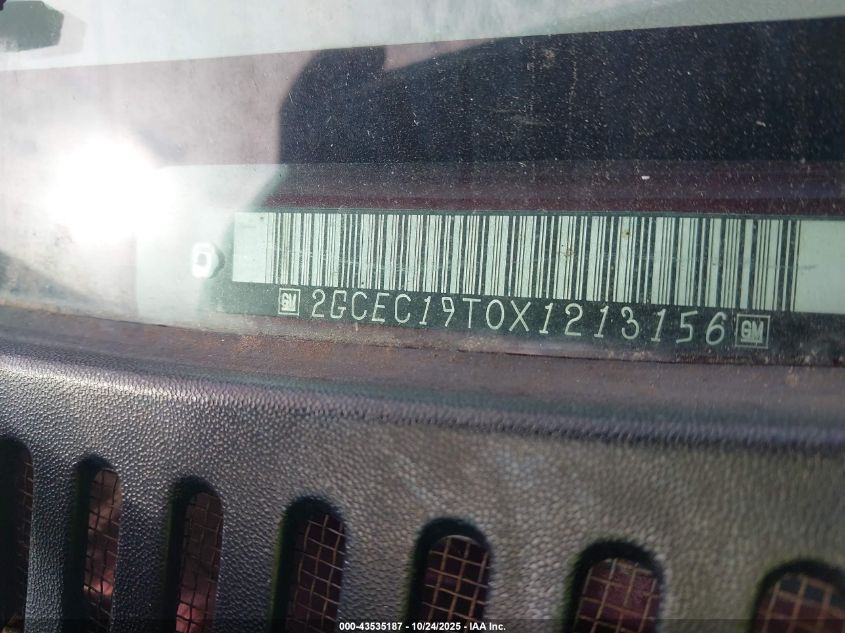 GM 2GCEC19T0X1213156 GM
000-43535187 - 10/24/2025 - IAA Inc.